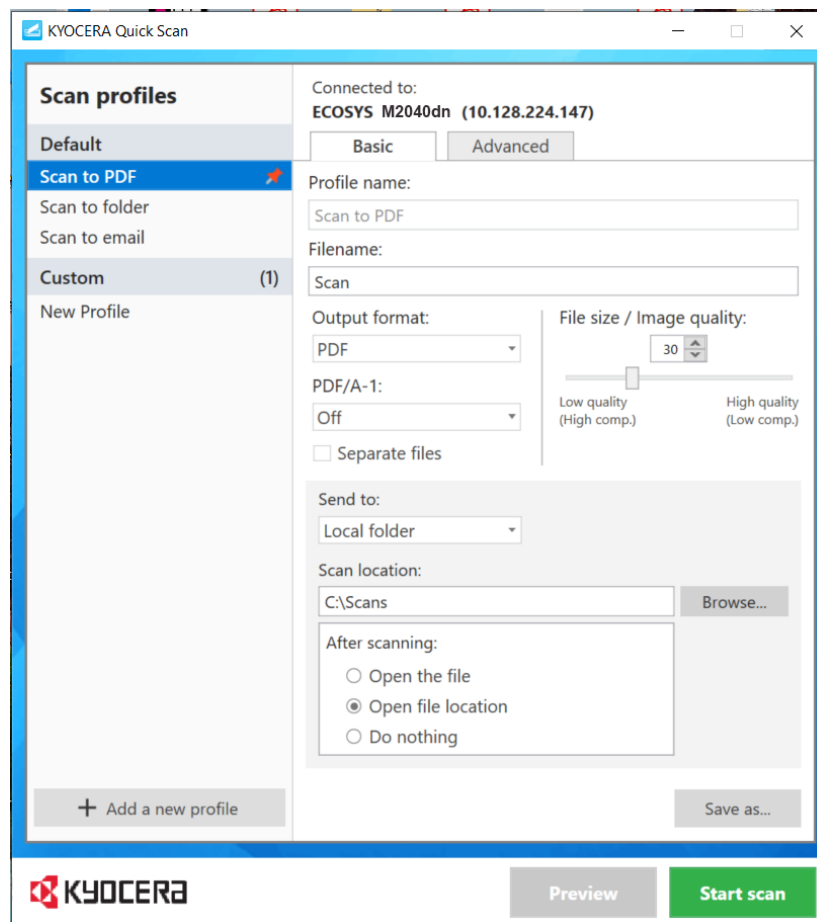 KYOCERA Quick Scan
Scan profiles
Default
Scan to PDF
Scan to folder
Scan to email
Custom (1)
New Profile
+ Add a new profile
Connected to:
ECOSYS M2040dn (10.128.224.147)
Basic Advanced
Profile name:
Scan to PDF
Filename:
Scan
Output format:
PDF
PDF/A-1:
Off
Separate files
File size / Image quality:
30
Low quality
(High comp.)
High quality
(Low comp.)
Send to:
Local folder
Scan location:
C:\Scans Browse...
After scanning:
Open the file
Open file location
Do nothing
Save as...
KYOCERA
Preview Start scan